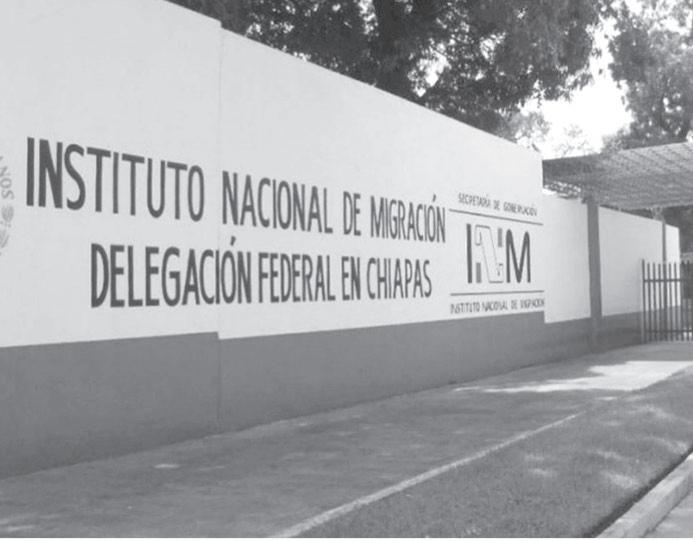 INSTITUTO NACIONAL DE MIGRACIÓN
DELEGACIÓN FEDERAL EN CHIAPAS
SECRETARÍA DE GOBERNACIÓN
INM
INSTITUTO NACIONAL DE MIGRACIÓN